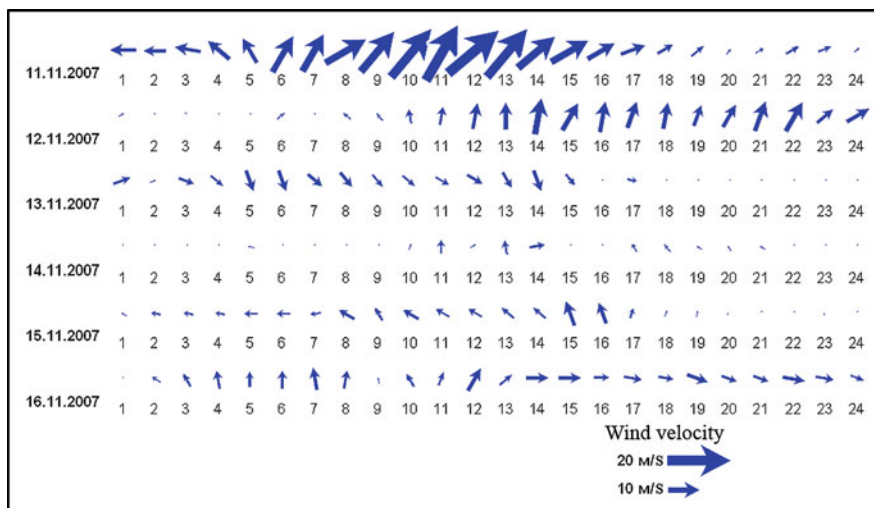 11.11.2007 1 2 3 4 5 6 7 8 9 10 11 12 13 14 15 16 17 18 19 20 21 22 23 24
12.11.2007 1 2 3 4 5 6 7 8 9 10 11 12 13 14 15 16 17 18 19 20 21 22 23 24
13.11.2007 1 2 3 4 5 6 7 8 9 10 11 12 13 14 15 16 17 18 19 20 21 22 23 24
14.11.2007 1 2 3 4 5 6 7 8 9 10 11 12 13 14 15 16 17 18 19 20 21 22 23 24
15.11.2007 1 2 3 4 5 6 7 8 9 10 11 12 13 14 15 16 17 18 19 20 21 22 23 24
16.11.2007 1 2 3 4 5 6 7 8 9 10 11 12 13 14 15 16 17 18 19 20 21 22 23 24
Wind velocity
20 м/S
10 м/S